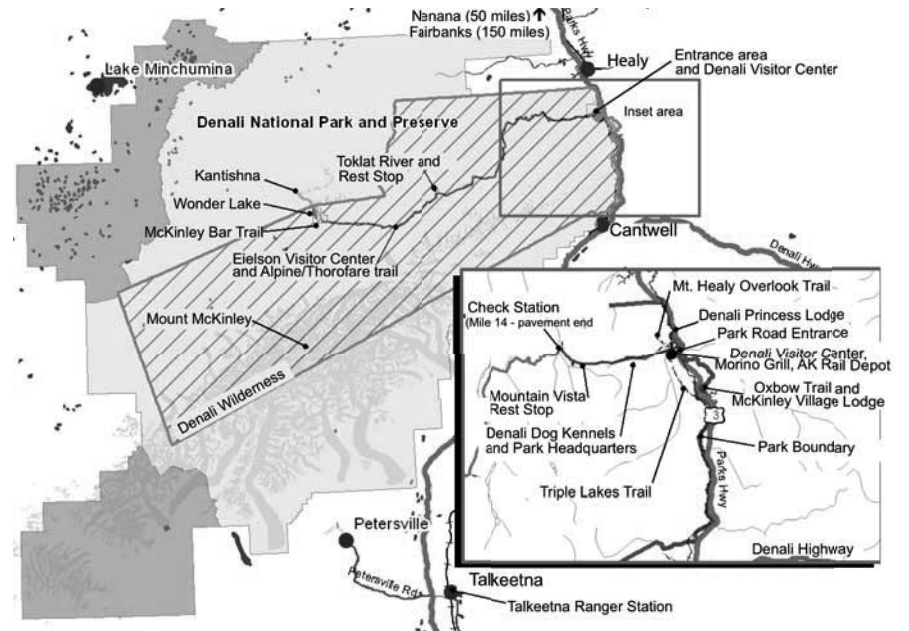 Nenana (50 miles)
Fairbanks (150 miles)
Parks Hwy
Healy
Entrance area
and Denali Visitor Center
Lake Minchumina
Inset area
Denali National Park and Preserve
Toklat River and
Rest Stop
Kantishna
Wonder Lake
McKinley Bar Trail
Cantwell
Eielson Visitor Center
and Alpine/Thorofare trail
Denali Hwy
Mount McKinley
Denali Wilderness
Mt. Healy Overlook Trail
Check Station
(Mile 14 - pavement end
Denali Princess Lodge
Park Road Entrance
Denali Visitor Center,
Morino Grill, AK Rail Depot
Mountain Vista
Rest Stop
Oxbow Trail and
McKinley Village Lodge
3
Denali Dog Kennels
and Park Headquarters
Park Boundary
Parks Hwy
Triple Lakes Trail
Denali Highway
Petersville
Petersville Rd
Talkeetna
Talkeetna Ranger Station